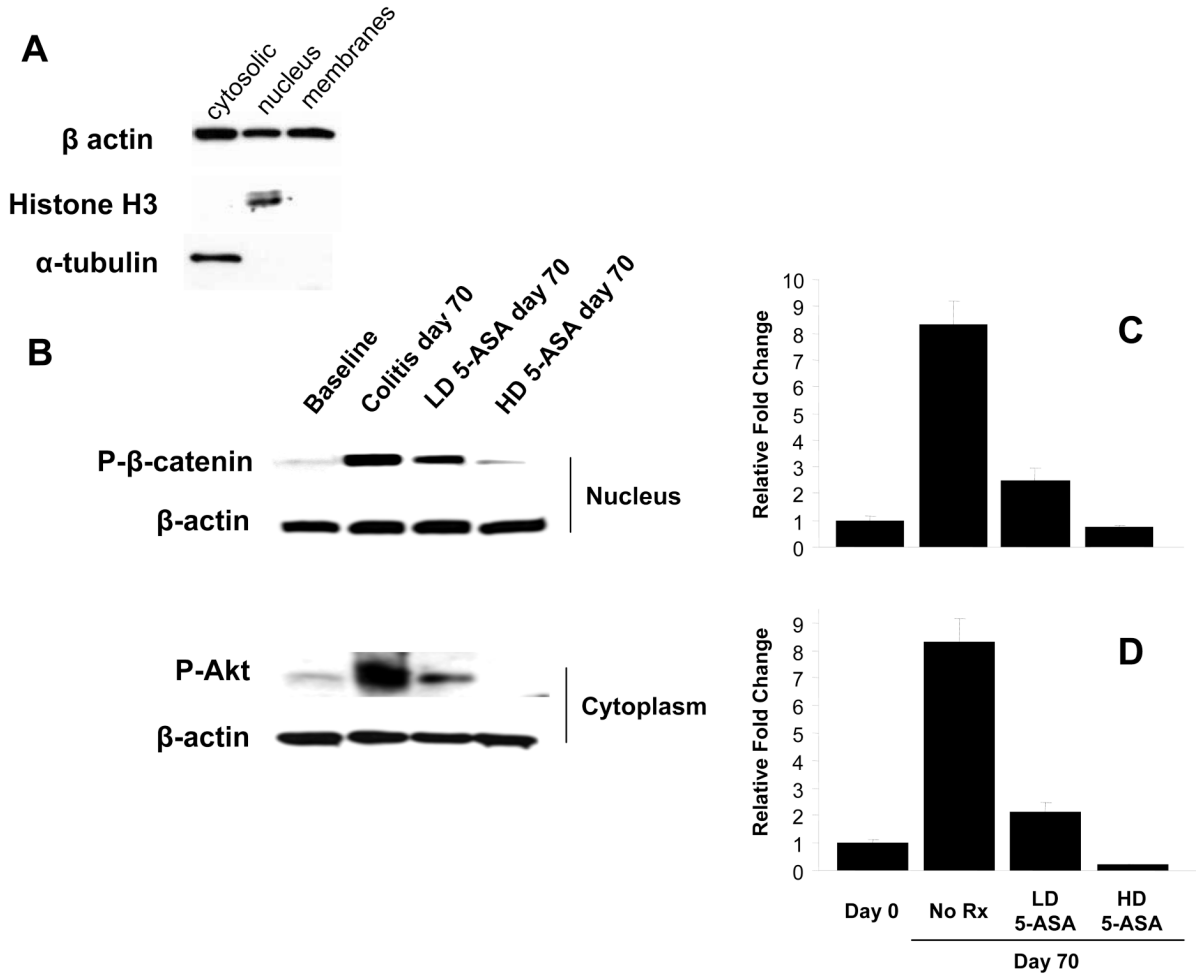 A
cytosolic
nucleus
membranes
β actin
Histone H3
α-tubulin
B
Baseline
Colitis day 70
LD 5-ASA day 70
HD 5-ASA day 70
P-β-catenin
β-actin
Nucleus
P-Akt
β-actin
Cytoplasm
C
Relative Fold Change
10
9
8
7
6
5
4
3
2
1
0
D
Relative Fold Change
9
8
7
6
5
4
3
2
1
0
Day 0
No Rx
LD
5-ASA
HD
5-ASA
Day 70